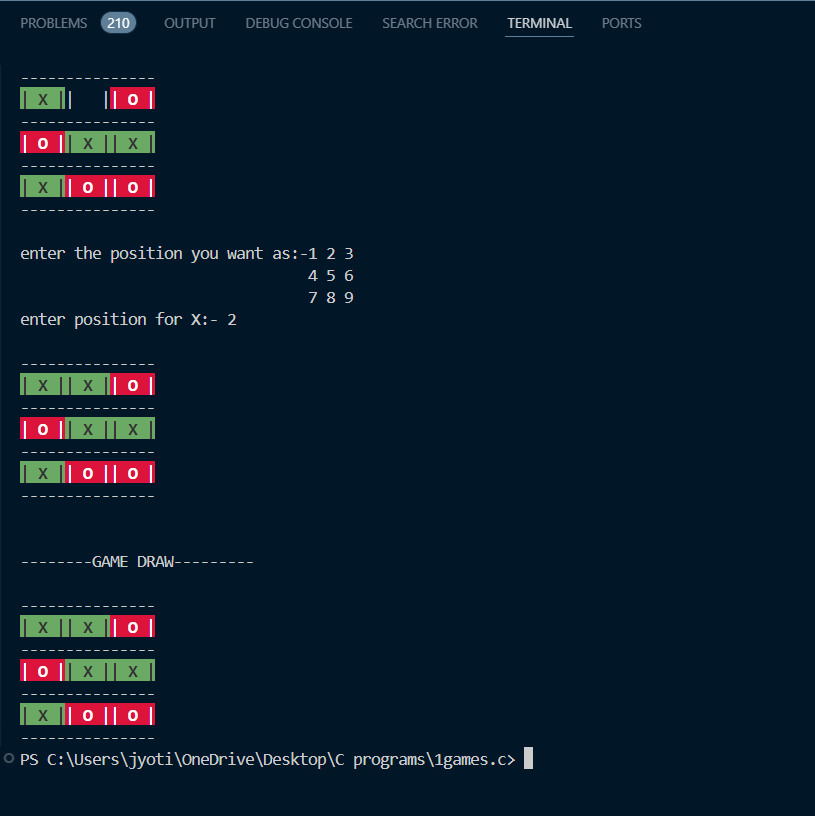 PROBLEMS 210 OUTPUT DEBUG CONSOLE SEARCH ERROR TERMINAL PORTS
---------------
| X ||   || O |
---------------
| O || X || X |
---------------
| X || O || O |
---------------
enter the position you want as:-1 2 3
4 5 6
7 8 9
enter position for X:- 2
---------------
| X || X || O |
---------------
| O || X || X |
---------------
| X || O || O |
---------------
--------GAME DRAW---------
---------------
| X || X || O |
---------------
| O || X || X |
---------------
| X || O || O |
---------------
PS C:\Users\jyoti\OneDrive\Desktop\C programs\1games.c>